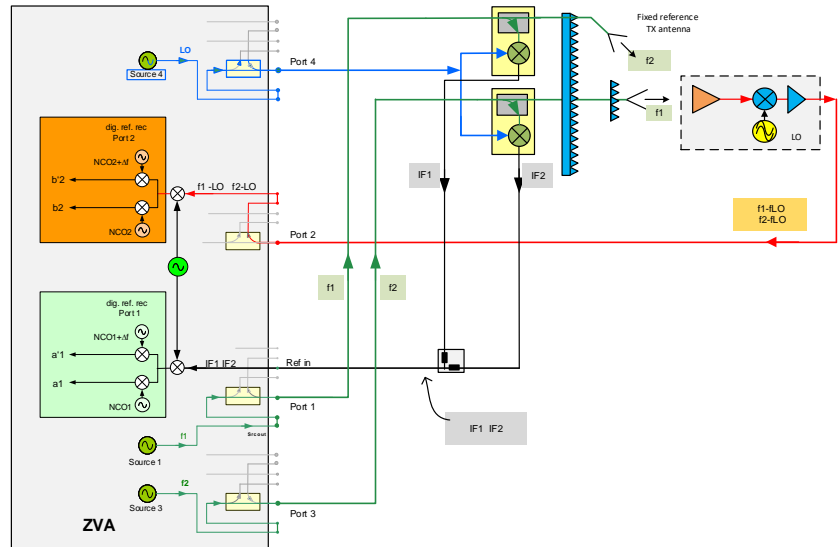 LO
Source 4
Port 4
Fixed reference
TX antenna
f2
f1
LO
dig. ref. rec
Port 2
NCO2+Δf
b'2
b2
NCO2
f1 -LO f2-LO
Port 2
IF1
IF2
f1-fLO
f2-fLO
f1
f2
dig. ref. rec
Port 1
NCO1+Δf
a'1
a1
NCO1
IF1 IF2
Ref in
Port 1
IF1 IF2
f1
Srcout
Source 1
f2
Source 3
Port 3
ZVA